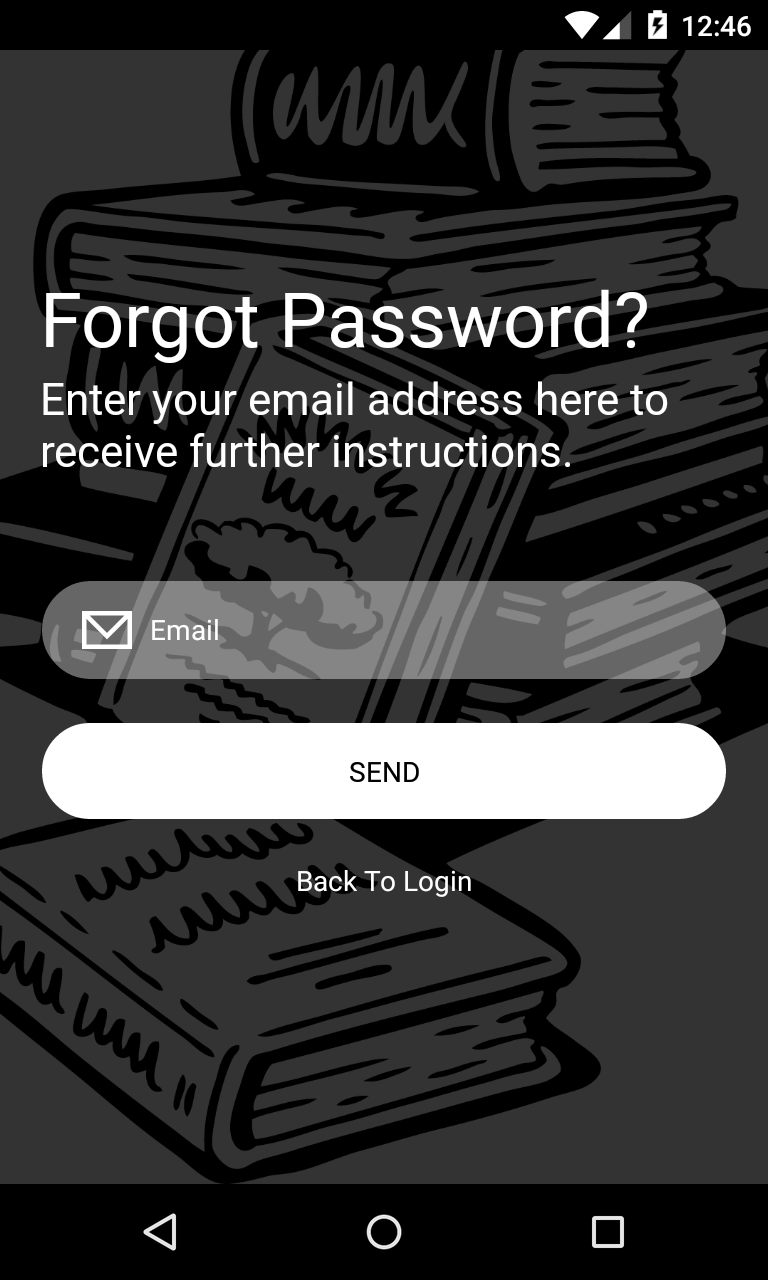 12:46
Forgot Password?
Enter your email address here to
receive further instructions.
Email
SEND
Back To Login